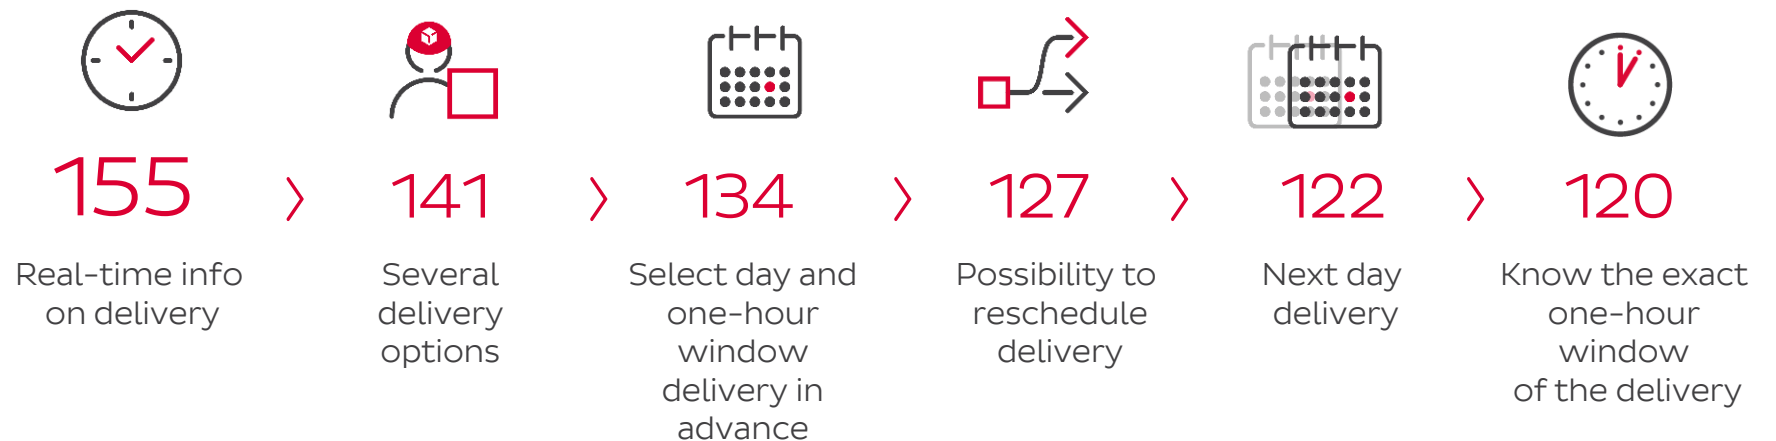 155
141
134
127
122
120
Real-time info
on delivery
Several
delivery
options
Select day and
one-hour
window
delivery in
advance
Possibility to
reschedule
delivery
Next day
delivery
Know the exact
one-hour
window
of the delivery